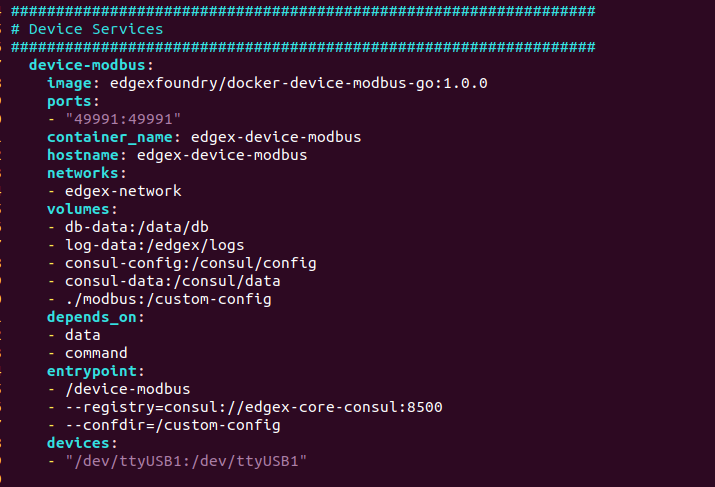 #################################################################
# Device Services
#################################################################
  device-modbus:
    image: edgexfoundry/docker-device-modbus-go:1.0.0
    ports:
    - "49991:49991"
    container_name: edgex-device-modbus
    hostname: edgex-device-modbus
    networks:
    - edgex-network
    volumes:
    - db-data:/data/db
    - log-data:/edgex/logs
    - consul-config:/consul/config
    - consul-data:/consul/data
    - ./modbus:/custom-config
    depends_on:
    - data
    - command
    entrypoint:
    - /device-modbus
    - --registry=consul://edgex-core-consul:8500
    - --confdir=/custom-config
    devices:
    - "/dev/ttyUSB1:/dev/ttyUSB1"